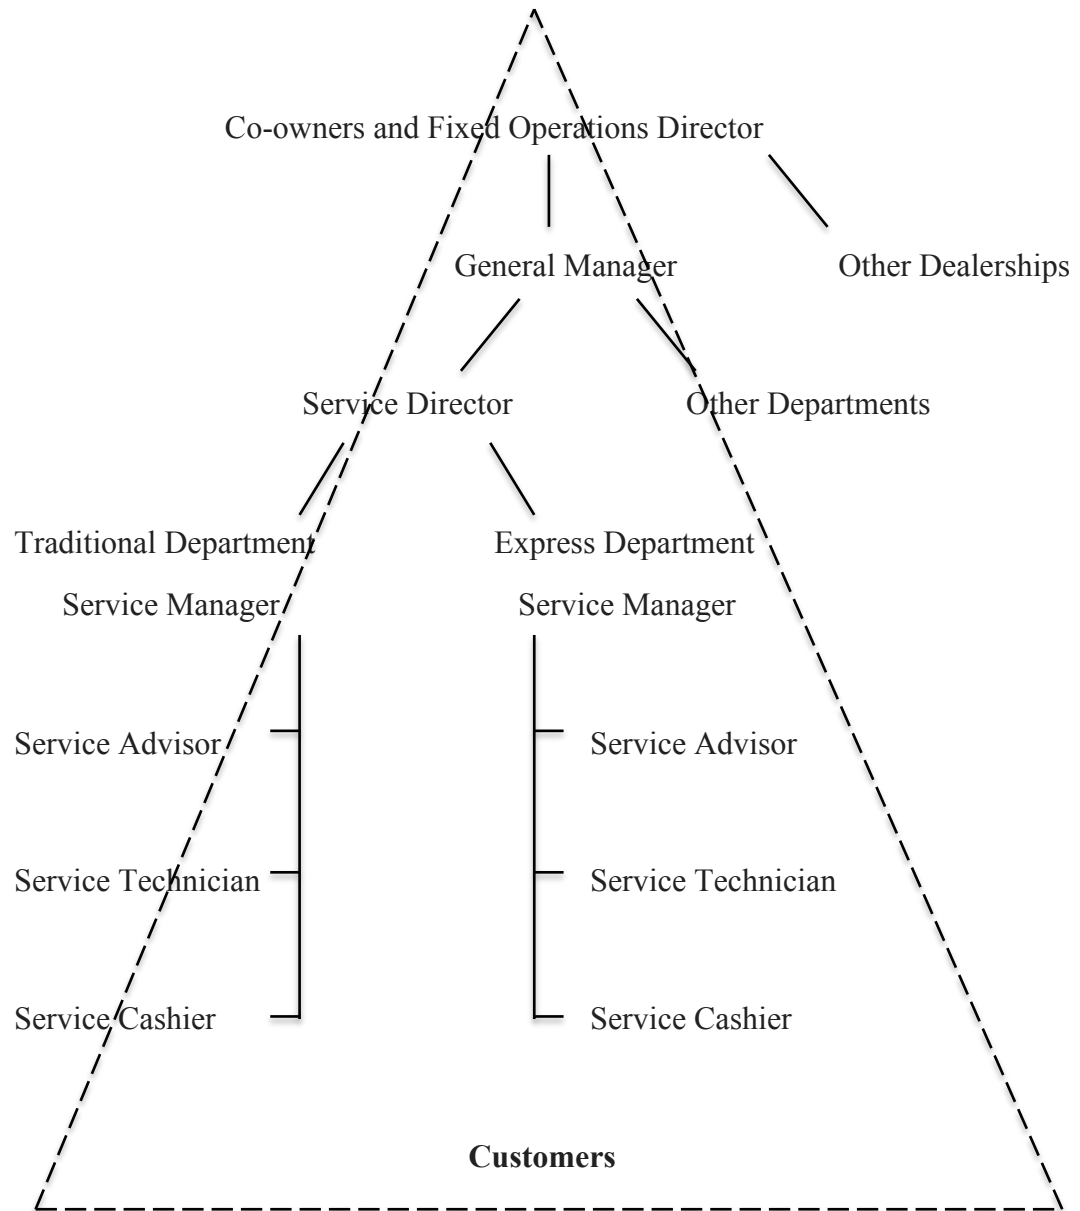 Co-owners and Fixed Operations Director
General Manager
Other Dealerships
Service Director
Other Departments
Traditional Department
Express Department
Service Manager
Service Manager
Service Advisor
Service Advisor
Service Technician
Service Technician
Service Cashier
Service Cashier
Customers